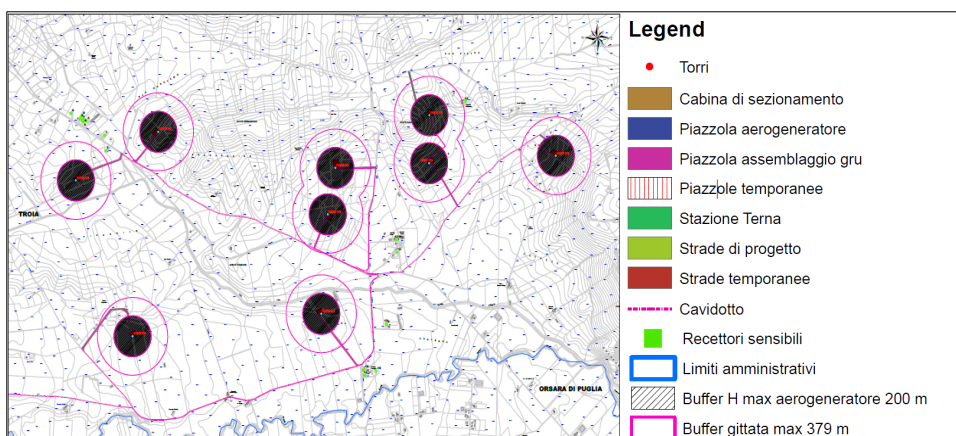 Legend
Torri
Cabina di sezionamento
Piazzola aerogeneratore
Piazzola assemblaggio gru
Piazzole temporanee
Stazione Terna
Strade di progetto
Strade temporanee
Cavidotto
Recettori sensibili
Limiti amministrativi
Buffer H max aerogeneratore 200 m
Buffer gittata max 379 m
TROIA
ORSARA DI PUGLIA